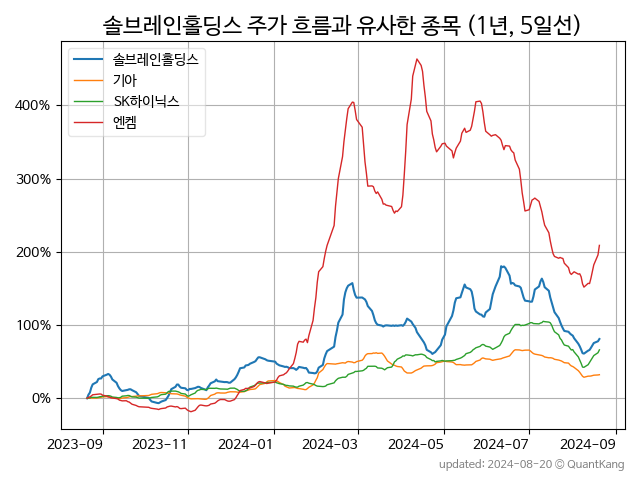 솔브레인홀딩스 주가 흐름과 유사한 종목 (1년, 5일선)
솔브레인홀딩스
기아
SK하이닉스
엔켐
400%
300%
200%
100%
0%
2023-09 2023-11 2024-01 2024-03 2024-05 2024-07 2024-09
updated: 2024-08-20 © QuantKang